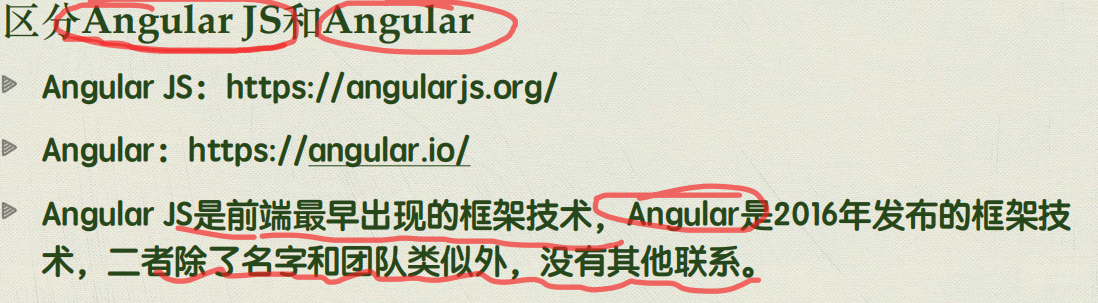 区分Angular JS和Angular
Angular JS：https://angularjs.org/
Angular：https://angular.io/
Angular JS是前端最早出现的框架技术，Angular是2016年发布的框架技
术，二者除了名字和团队类似外，没有其他联系。